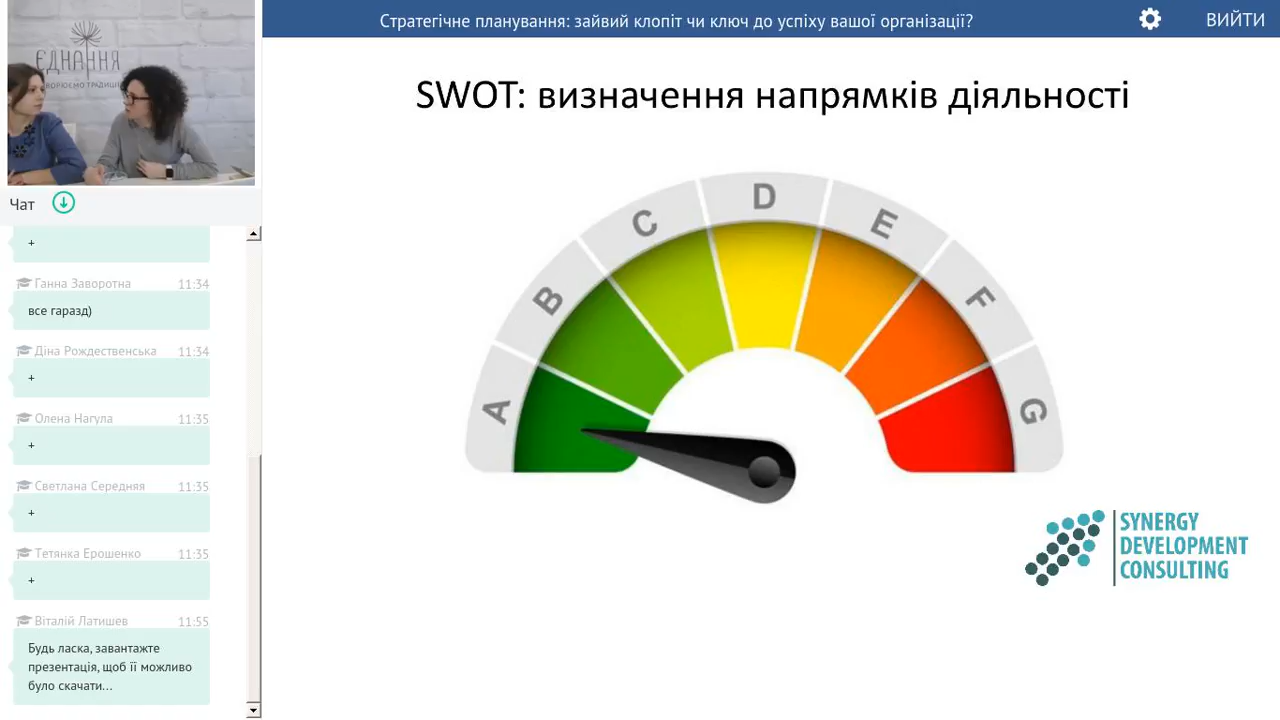 Стратегічне планування: зайвий клопіт чи ключ до успіху вашої організації?
ВИЙТИ
ЄДНАННЯ
ВОРЮЄМО ТРАДИЦІ
Чат
+
Ганна Заворотна 11:34
все гаразд)
Діна Рождественська 11:34
+
Олена Нагула 11:35
+
Светлана Середняя 11:35
+
Тетянка Ерошенко 11:35
+
Віталій Латишев 11:55
Будь ласка, завантажте
презентація, щоб її можливо
було скачати...
SWOT: визначення напрямків діяльності
A
B
C
D
E
F
G
SYNERGY
DEVELOPMENT
CONSULTING